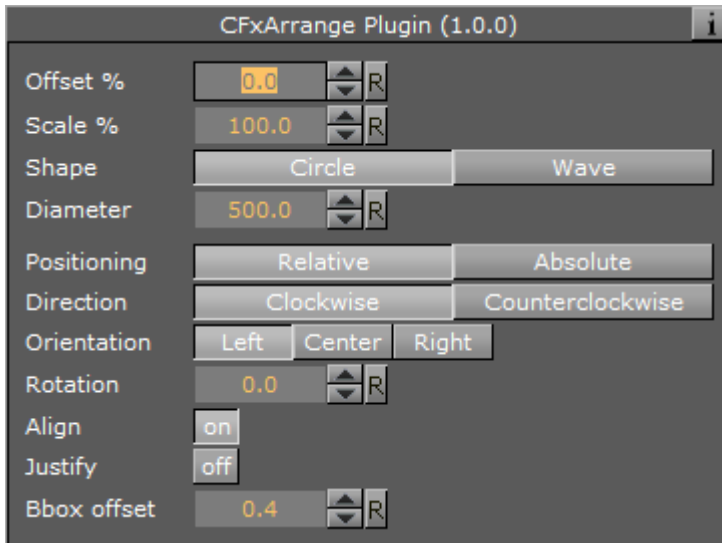 CFxArrange Plugin (1.0.0) i
Offset % 0.0 R
Scale % 100.0 R
Shape Circle Wave
Diameter 500.0 R
Positioning Relative Absolute
Direction Clockwise Counterclockwise
Orientation Left Center Right
Rotation 0.0 R
Align on
Justify off
Bbox offset 0.4 R